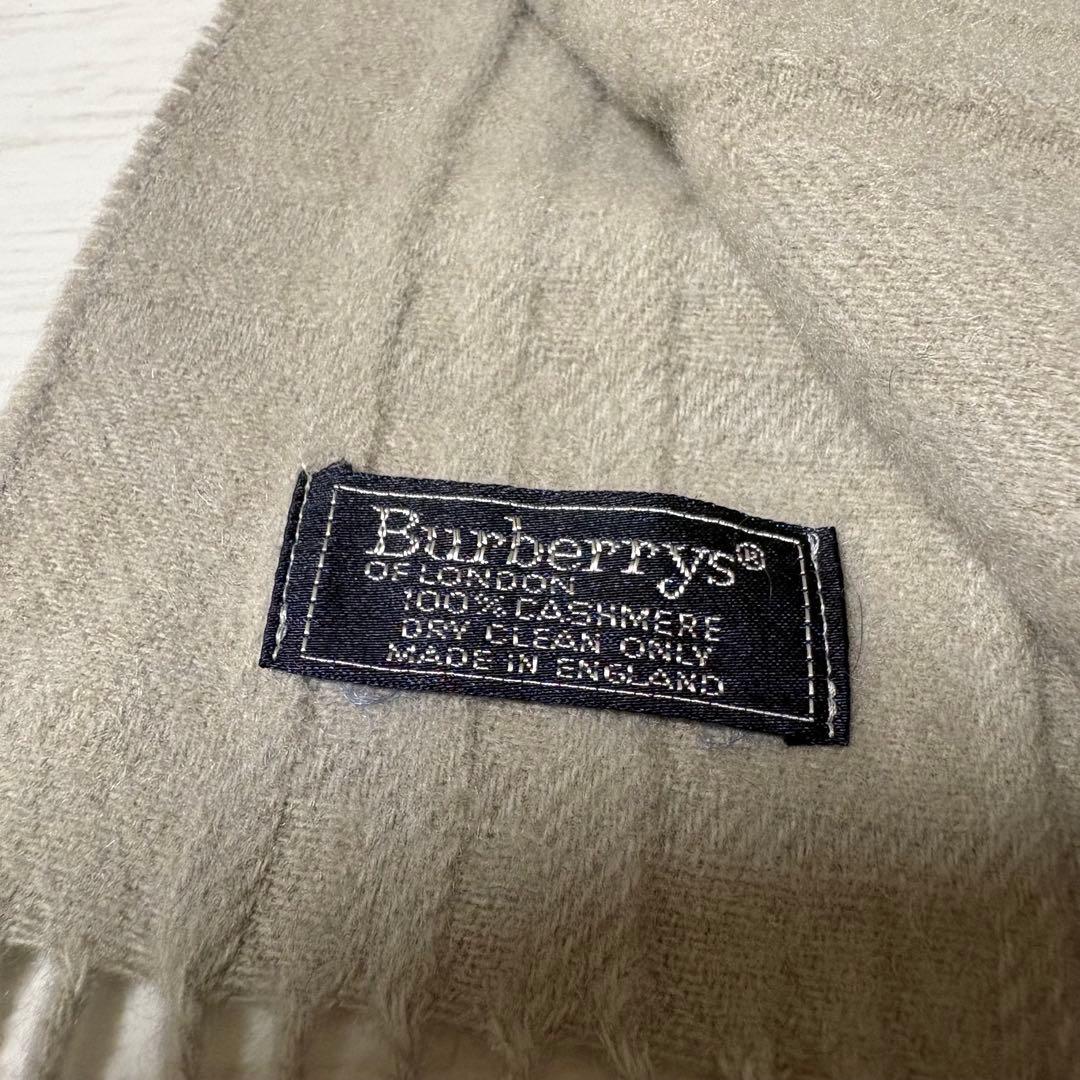 Burberrys®
OF LONDON
100% CASHMERE
DRY CLEAN ONLY
MADE IN ENGLAND